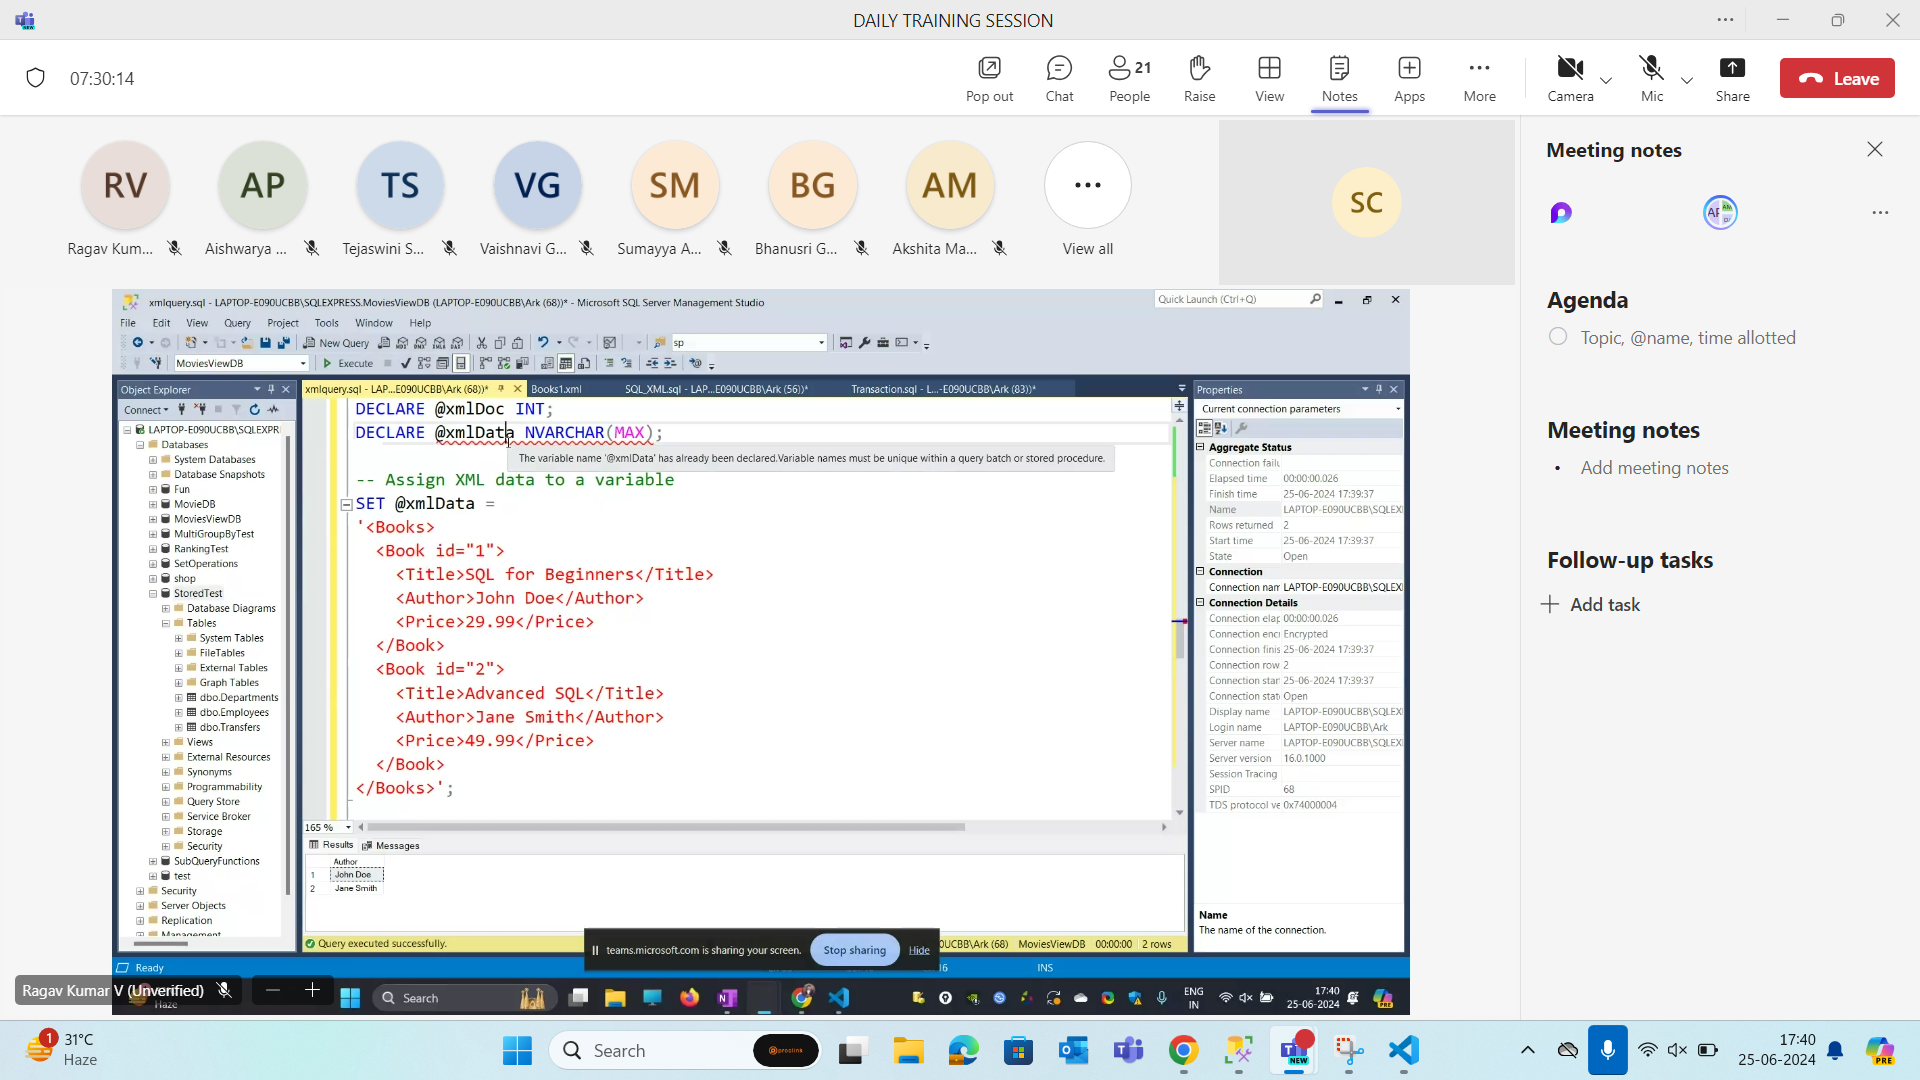 DAILY TRAINING SESSION
07:30:14
Pop out
Chat
21
People
Raise
View
Notes
Apps
More
Camera
Mic
Share
Leave
RV
AP
TS
VG
SM
BG
AM
SC
Ragav Kum...
Aishwarya ...
Tejaswini S...
Vaishnavi G...
Sumayya A...
Bhanusri G...
Akshita Ma...
View all
Meeting notes
Agenda
Topic, @name, time allotted
Meeting notes
Add meeting notes
Follow-up tasks
Add task
xmlquery.sql - LAPTOP-E090UCBB\SQLEXPRESS.MoviesViewDB (LAPTOP-E090UCBB\Ark (68))* - Microsoft SQL Server Management Studio
Quick Launch (Ctrl+Q)
File Edit View Query Project Tools Window Help
New Query
sp
MoviesViewDB
Execute
Object Explorer
Connect
LAPTOP-E090UCBB\SQLEXPR
Databases
System Databases
Database Snapshots
Fun
MovieDB
MoviesViewDB
MultiGroupByTest
RankingTest
SetOperations
shop
StoredTest
Database Diagrams
Tables
System Tables
FileTables
External Tables
Graph Tables
dbo.Departments
dbo.Employees
dbo.Transfers
Views
External Resources
Synonyms
Programmability
Query Store
Service Broker
Storage
Security
SubQueryFunctions
test
Security
Server Objects
Replication
Management
xmlquery.sql - LAP...E090UCBB\Ark (68))*
Books1.xml
SQL_XML.sql - LAP...E090UCBB\Ark (56))*
Transaction.sql - L...-E090UCBB\Ark (83))*
DECLARE @xmlDoc INT;
DECLARE @xmlData NVARCHAR(MAX);
The variable name '@xmlData' has already been declared.Variable names must be unique within a query batch or stored procedure.
-- Assign XML data to a variable
SET @xmlData =
'<Books>
<Book id="1">
<Title>SQL for Beginners</Title>
<Author>John Doe</Author>
<Price>29.99</Price>
</Book>
<Book id="2">
<Title>Advanced SQL</Title>
<Author>Jane Smith</Author>
<Price>49.99</Price>
</Book>
</Books>';
165 %
Results
Messages
Author
1 John Doe
2 Jane Smith
Query executed successfully.
UCBB\Ark (68) MoviesViewDB 00:00:00 2 rows
teams.microsoft.com is sharing your screen.
Stop sharing
Hide
Properties
Current connection parameters
Aggregate Status
Connection failu
Elapsed time 00:00:00.026
Finish time 25-06-2024 17:39:37
Name LAPTOP-E090UCBB\SQLEXI
Rows returned 2
Start time 25-06-2024 17:39:37
State Open
Connection
Connection nam LAPTOP-E090UCBB\SQLEXI
Connection Details
Connection elap 00:00:00.026
Connection encr Encrypted
Connection finis 25-06-2024 17:39:37
Connection row 2
Connection star 25-06-2024 17:39:37
Connection stat Open
Display name LAPTOP-E090UCBB\SQLEXI
Login name LAPTOP-E090UCBB\Ark
Server name LAPTOP-E090UCBB\SQLEXI
Server version 16.0.1000
Session Tracing
SPID 68
TDS protocol ve 0x74000004
Name
The name of the connection.
Ready
INS
Ragav Kumar V (Unverified)
Haze
Search
ENG
IN
17:40
25-06-2024
1
31°C
Haze
Search
proclink
NEW
17:40
25-06-2024
PRE